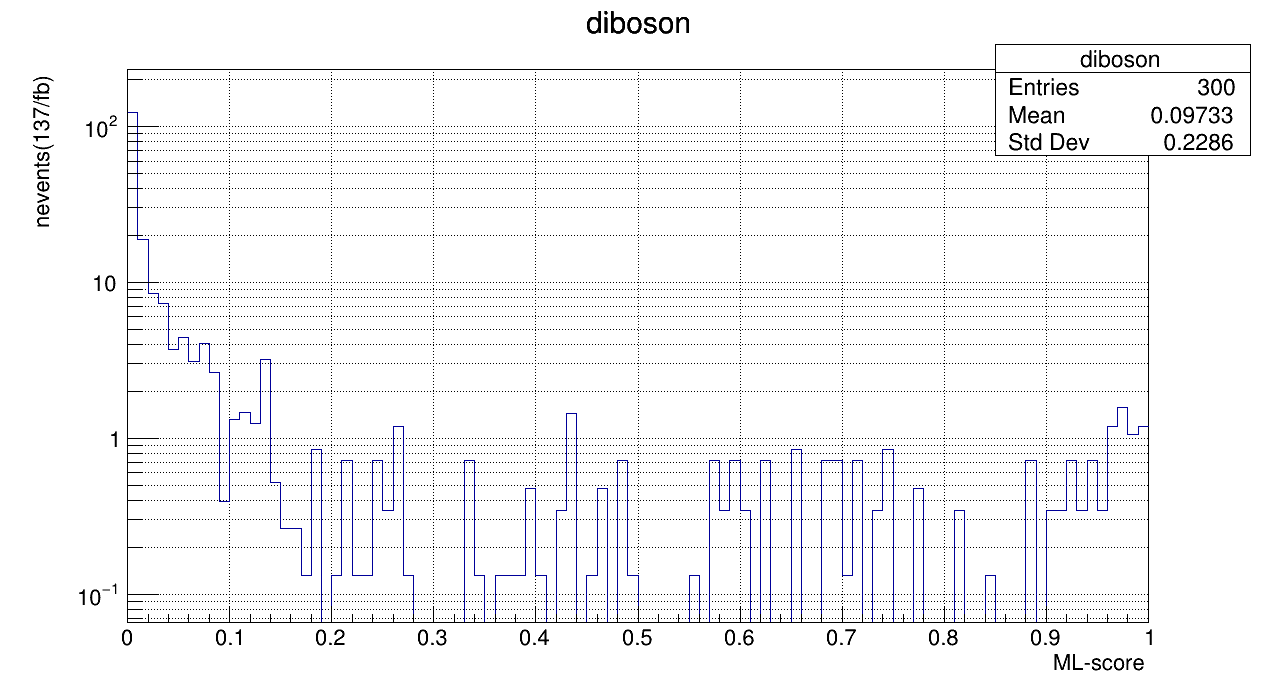 diboson
diboson
Entries 300
Mean 0.09733
Std Dev 0.2286
nevents(137/fb)
10²
10
1
10⁻¹
0 0.1 0.2 0.3 0.4 0.5 0.6 0.7 0.8 0.9 1
ML-score